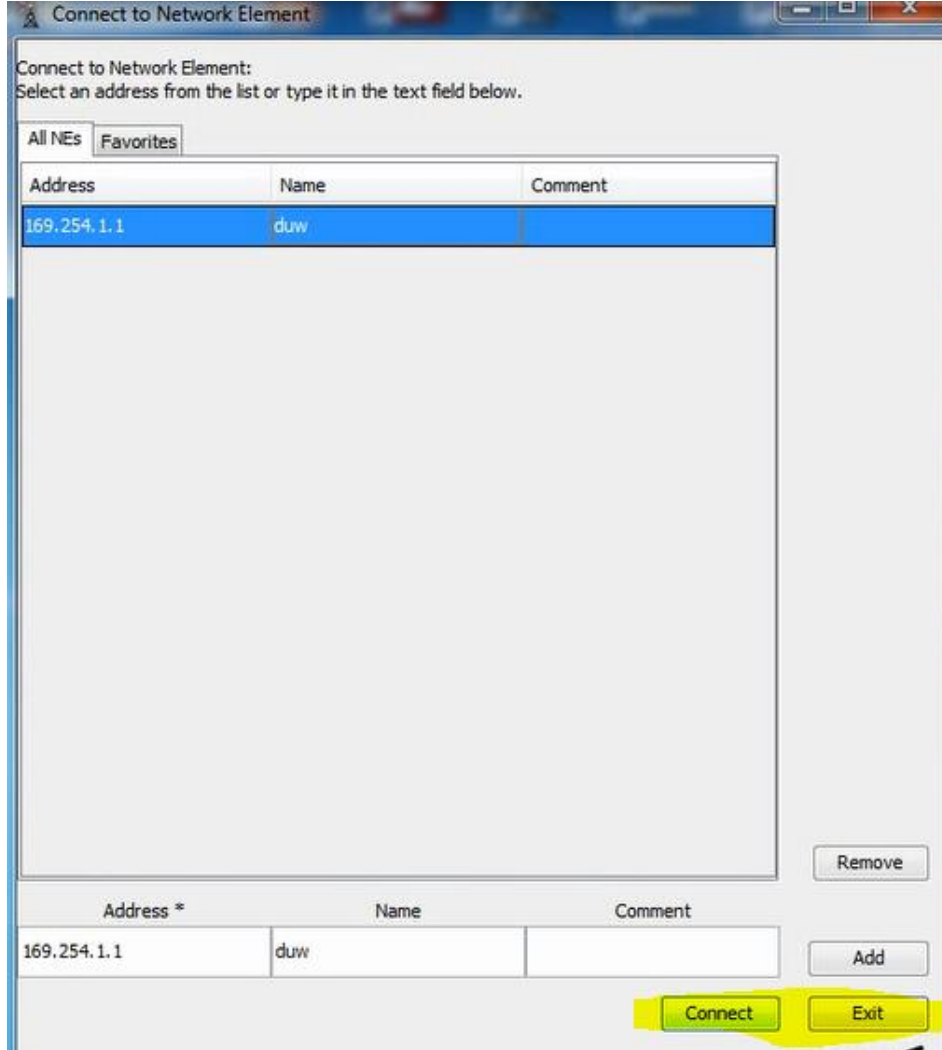 Connect to Network Element
Connect to Network Element:
Select an address from the list or type it in the text field below.
All NEs Favorites
Address Name Comment
169.254.1.1 duw
Remove
Address * Name Comment
169.254.1.1 duw
Add
Connect Exit